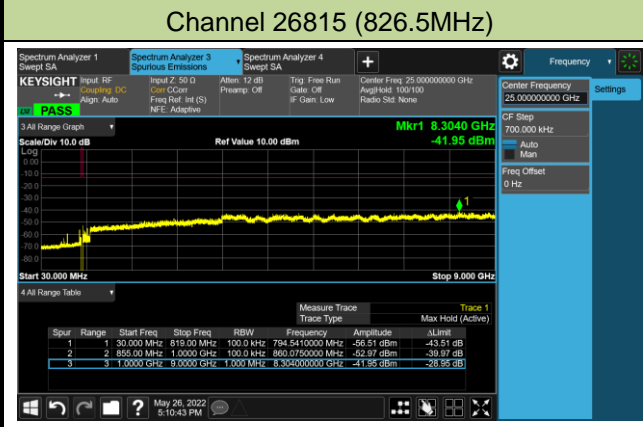 Channel 26815 (826.5MHz)
Spectrum Analyzer 1
Swept SA
Spectrum Analyzer 3
Spurious Emissions
Spectrum Analyzer 4
Swept SA
Frequency
KEYSIGHT
Input: RF
Coupling: DC
Align: Auto
Input Z: 50 Ω
Corr CCorr
Freq Ref: Int (S)
NFE: Adaptive
Atten: 12 dB
Preamp: Off
Trig: Free Run
Gate: Off
IF Gain: Low
Center Freq: 25.000000000 GHz
Avg|Hold: 100/100
Radio Std: None
PASS
Center Frequency
25.000000000 GHz
Settings
CF Step
700.000 kHz
Auto
Man
Freq Offset
0 Hz
3 All Range Graph
Mkr1 8.3040 GHz
Scale/Div 10.0 dB
Ref Value 10.00 dBm
-41.95 dBm
Log
0.00
-10.0
-20.0
-30.0
-40.0
-50.0
-60.0
-70.0
-80.0
1
Start 30.000 MHz
Stop 9.000 GHz
4 All Range Table
Measure Trace Trace 1
Trace Type Max Hold (Active)
Spur Range Start Freq Stop Freq RBW Frequency Amplitude ΔLimit
1 1 30.000 MHz 819.00 MHz 100.0 kHz 794.5410000 MHz -56.51 dBm -43.51 dB
2 2 855.00 MHz 1.0000 GHz 100.0 kHz 860.0750000 MHz -52.97 dBm -39.97 dB
3 3 1.0000 GHz 9.0000 GHz 1.000 MHz 8.304000000 GHz -41.95 dBm -28.95 dB
May 26, 2022
5:10:43 PM